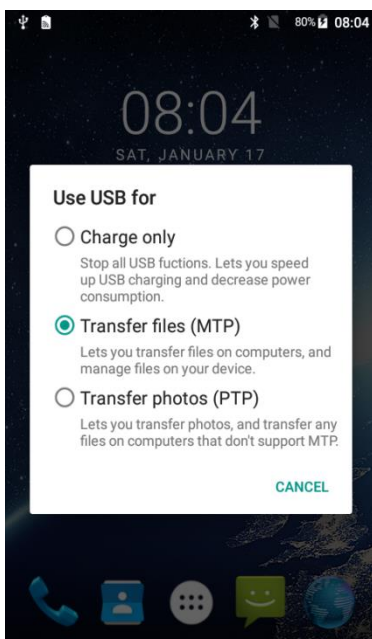 80% 08:04
08:04
SAT, JANUARY 17
Use USB for
Charge only
Stop all USB fuctions. Lets you speed
up USB charging and decrease power
consumption.
Transfer files (MTP)
Lets you transfer files on computers, and
manage files on your device.
Transfer photos (PTP)
Lets you transfer photos, and transfer any
files on computers that don't support MTP.
CANCEL